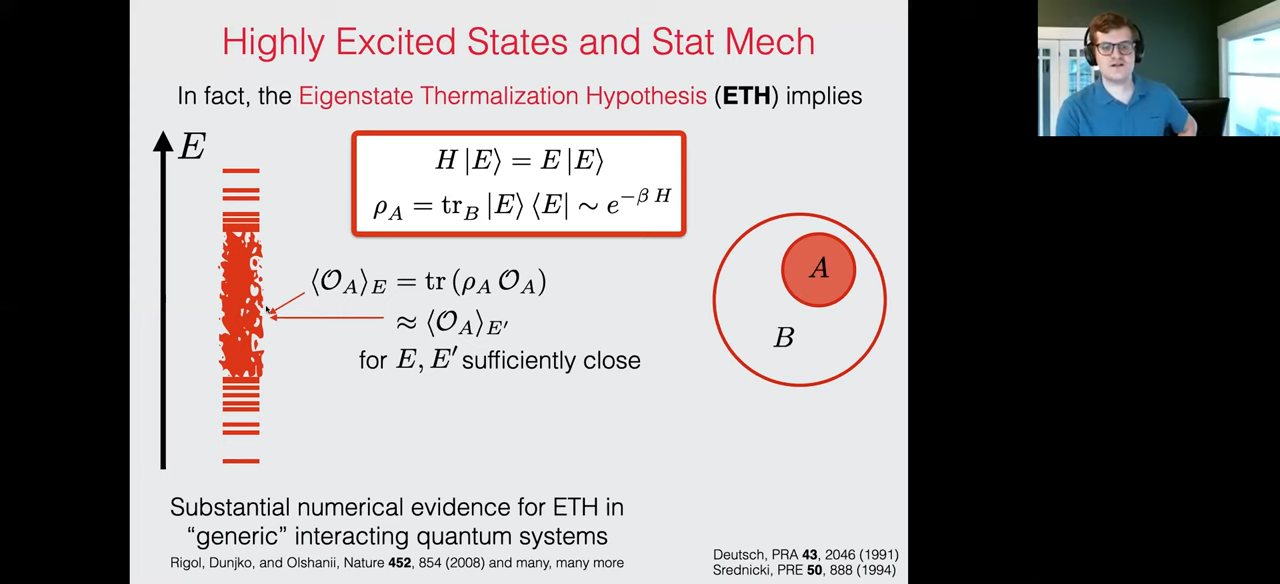 Highly Excited States and Stat Mech
In fact, the Eigenstate Thermalization Hypothesis (ETH) implies
E
H |E⟩ = E |E⟩
ρ_A = tr_B |E⟩ ⟨E| ∼ e^{−β H}
⟨𝒪_A⟩_E = tr (ρ_A 𝒪_A)
≈ ⟨𝒪_A⟩_{E′}
for E, E′ sufficiently close
A
B
Substantial numerical evidence for ETH in
“generic” interacting quantum systems
Rigol, Dunjko, and Olshanii, Nature 452, 854 (2008) and many, many more
Deutsch, PRA 43, 2046 (1991)
Srednicki, PRE 50, 888 (1994)